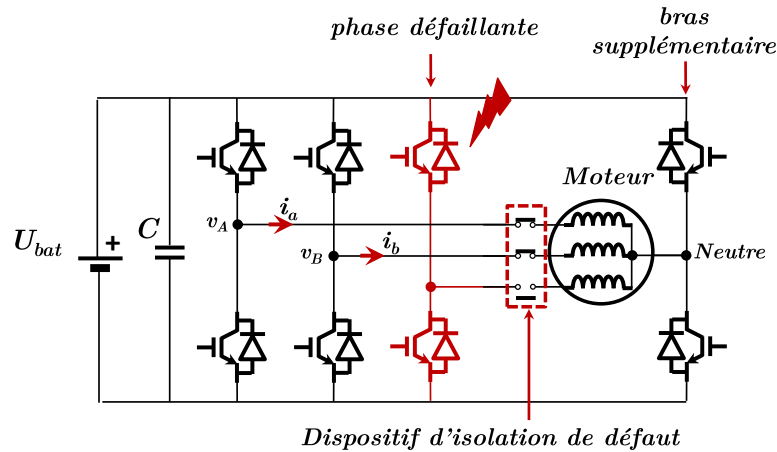 phase défaillante
bras
supplémentaire
Moteur
i_a
v_A
C
U_bat
+
v_B
i_b
Neutre
Dispositif d'isolation de défaut